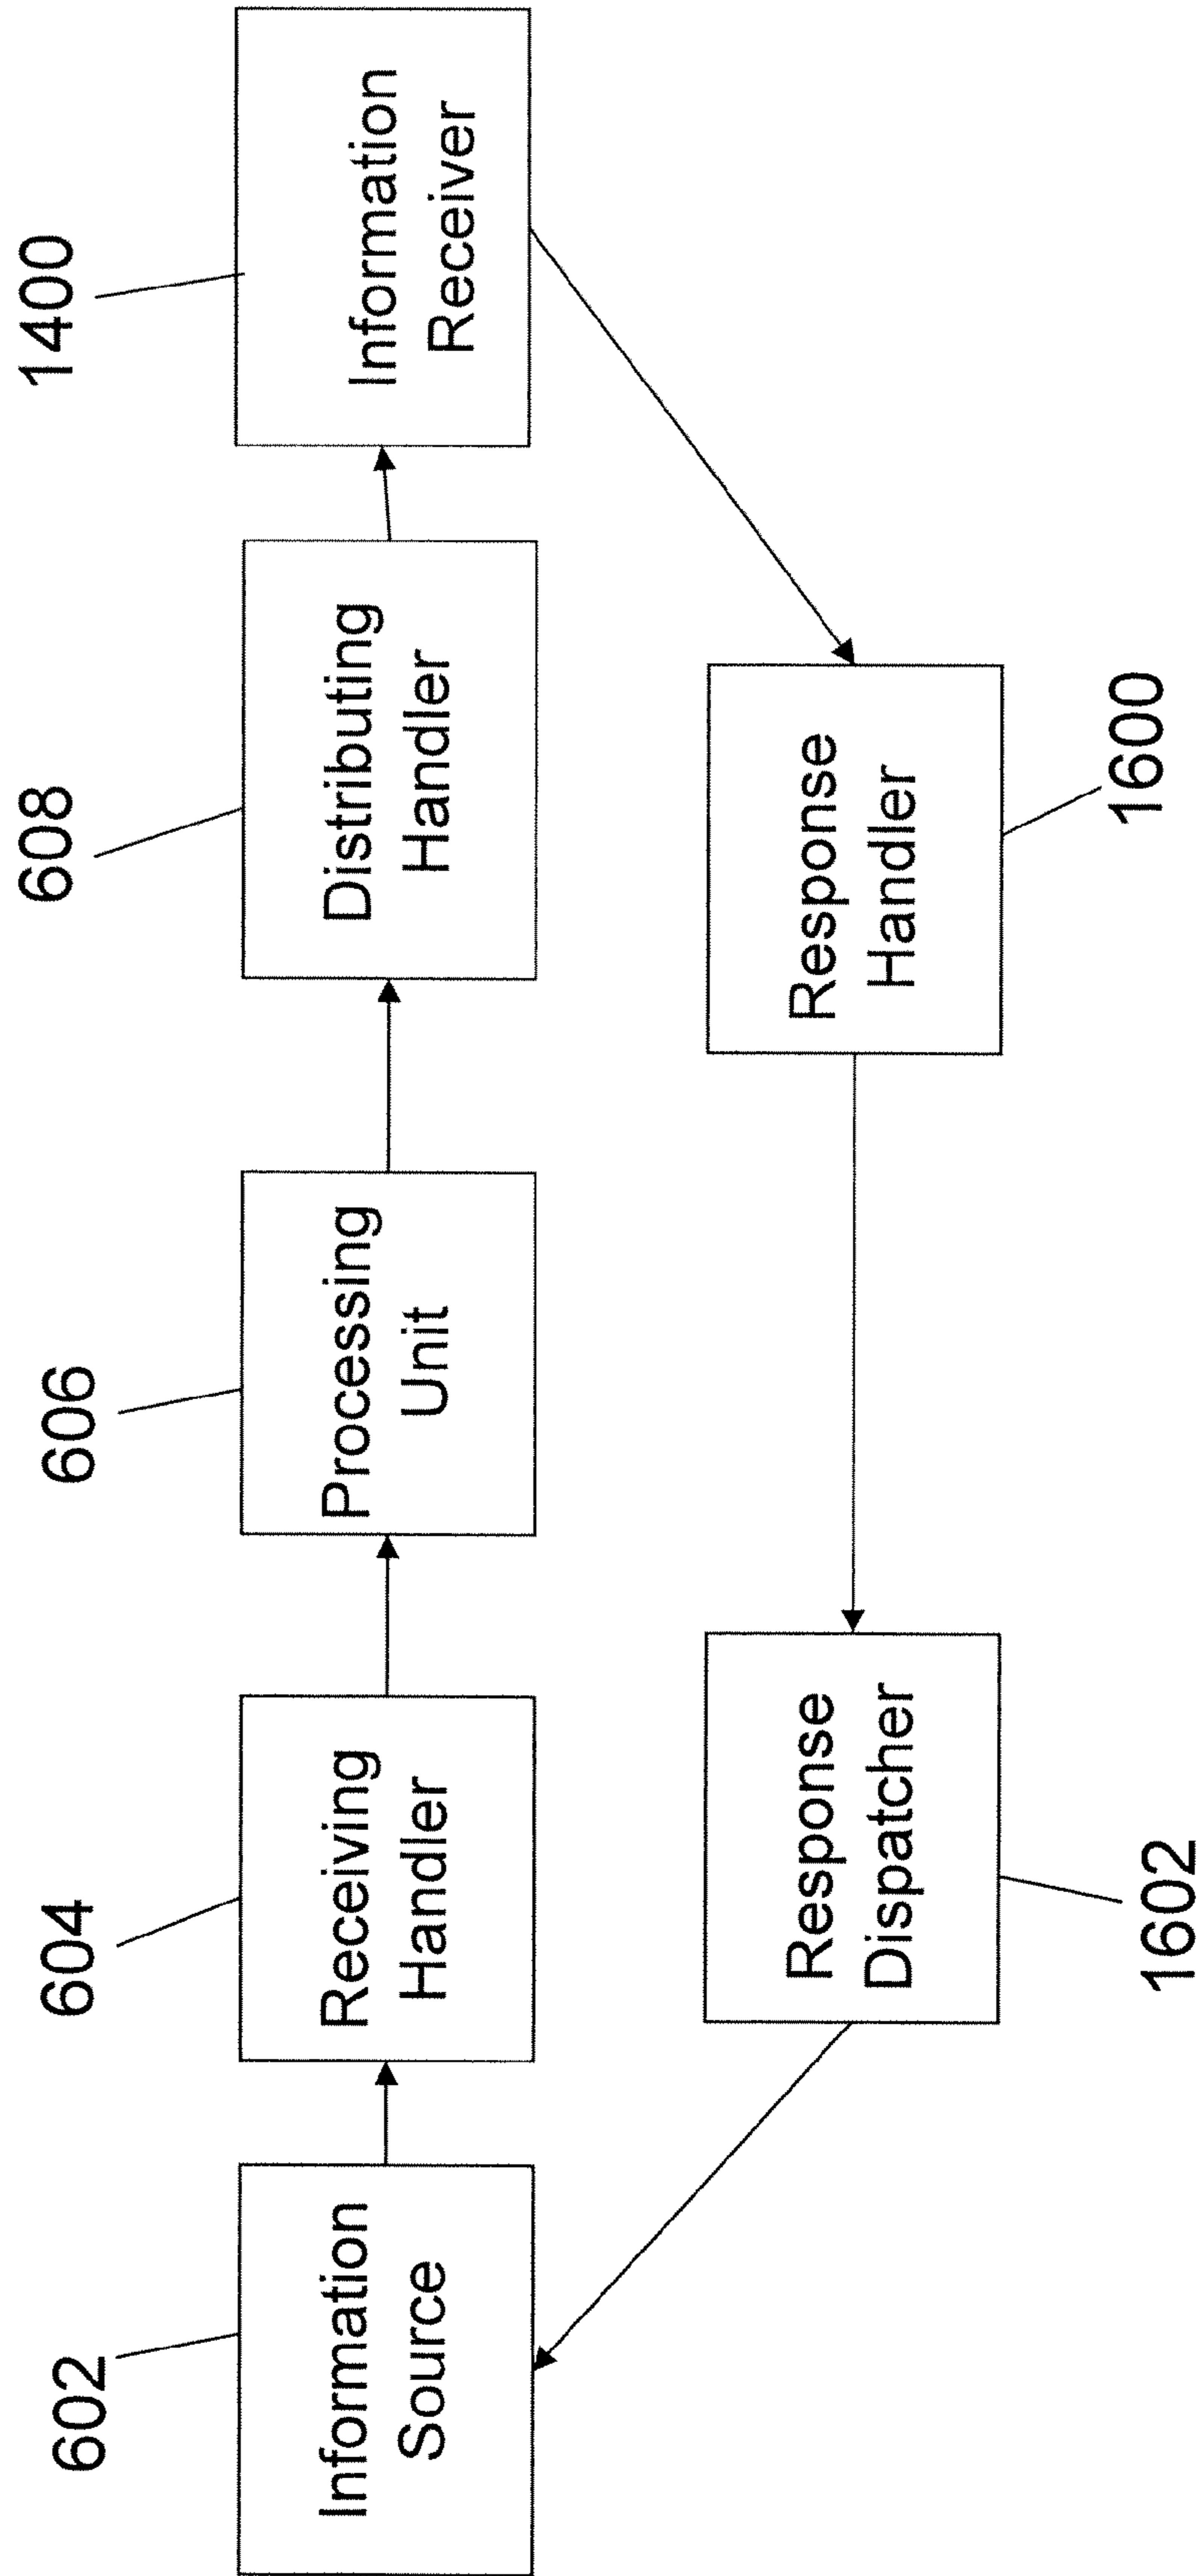 602
604
606
608
1400
Information
Source
Receiving
Handler
Processing
Unit
Distributing
Handler
Information
Receiver
Response
Dispatcher
Response
Handler
1602
1600